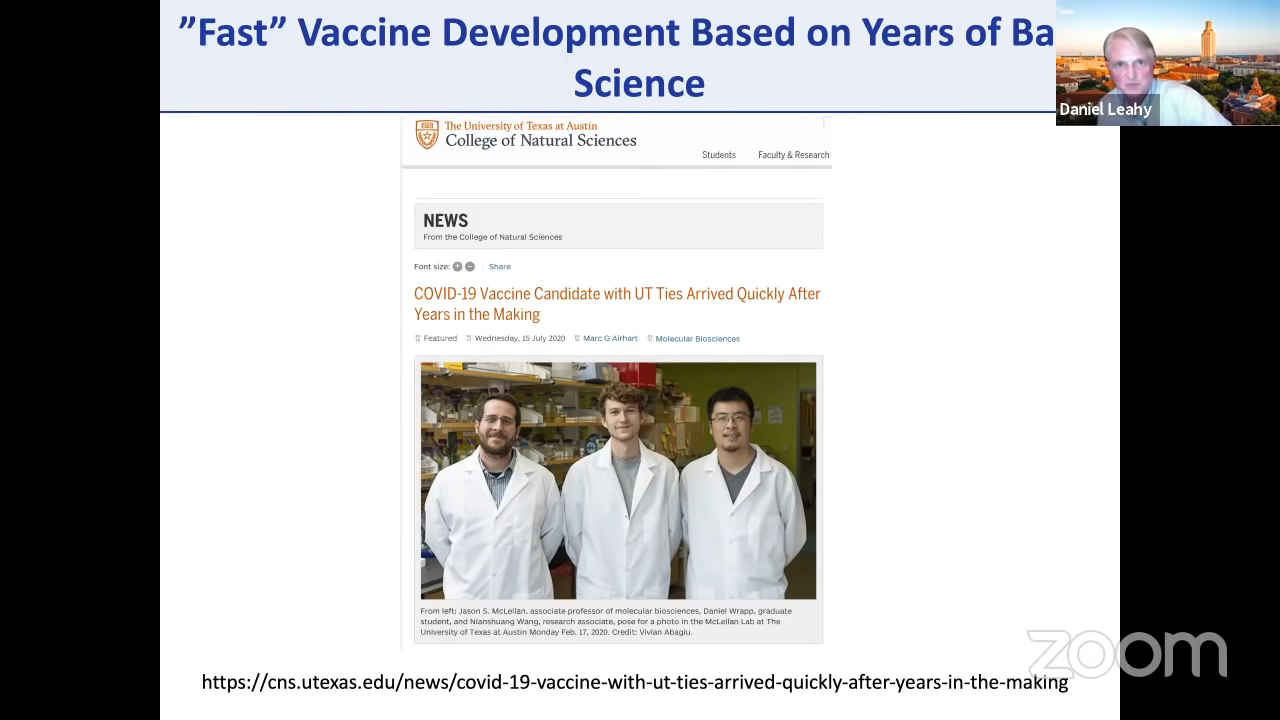 ”Fast” Vaccine Development Based on Years of Ba
Science
Daniel Leahy
The University of Texas at Austin
College of Natural Sciences
Students Faculty & Research
NEWS
From the College of Natural Sciences
Font size: + − Share
COVID-19 Vaccine Candidate with UT Ties Arrived Quickly After
Years in the Making
Featured Wednesday, 15 July 2020 Marc G Airhart Molecular Biosciences
From left: Jason S. McLellan, associate professor of molecular biosciences, Daniel Wrapp, graduate
student, and Nianshuang Wang, research associate, pose for a photo in the McLellan Lab at The
University of Texas at Austin Monday Feb. 17, 2020. Credit: Vivian Abagiu.
zoom
https://cns.utexas.edu/news/covid-19-vaccine-with-ut-ties-arrived-quickly-after-years-in-the-making